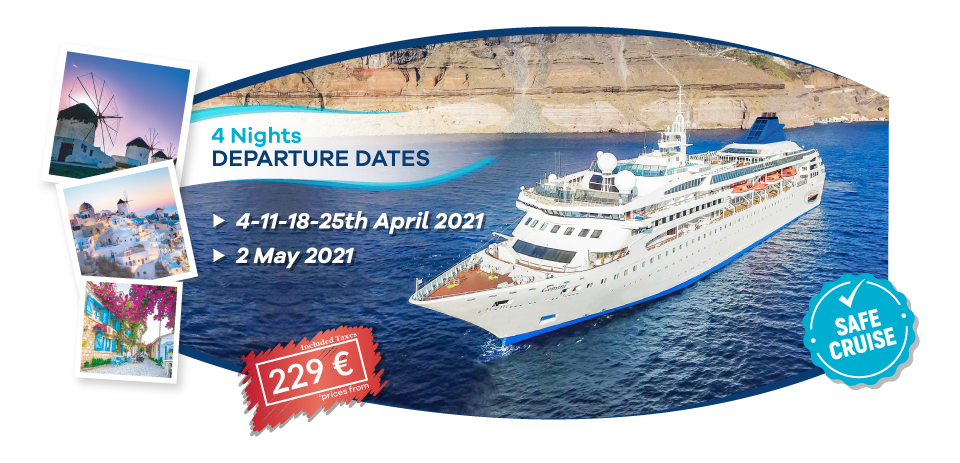 4 Nights
DEPARTURE DATES
4-11-18-25th April 2021
2 May 2021
Included Taxes
229 €
*prices from
SAFE
CRUISE